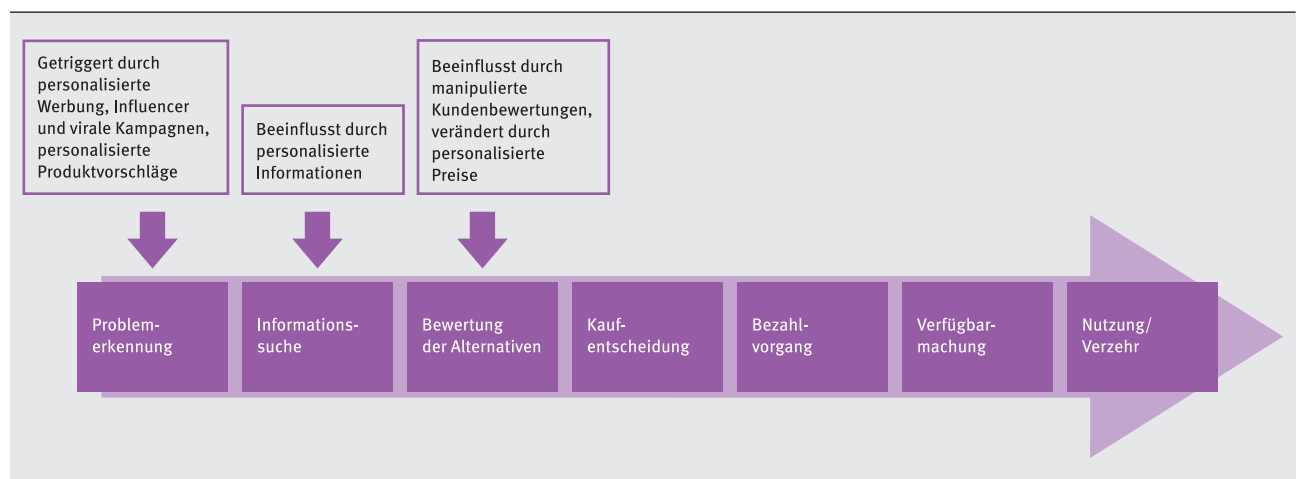 Getriggert durch
personalisierte
Werbung, Influencer
und virale Kampagnen,
personalisierte
Produktvorschläge
Beeinflusst durch
personalisierte
Informationen
Beeinflusst durch
manipulierte
Kundenbewertungen,
verändert durch
personalisierte
Preise
Problem-
erkennung
Informations-
suche
Bewertung
der Alternativen
Kauf-
entscheidung
Bezahl-
vorgang
Verfügbar-
machung
Nutzung/
Verzehr